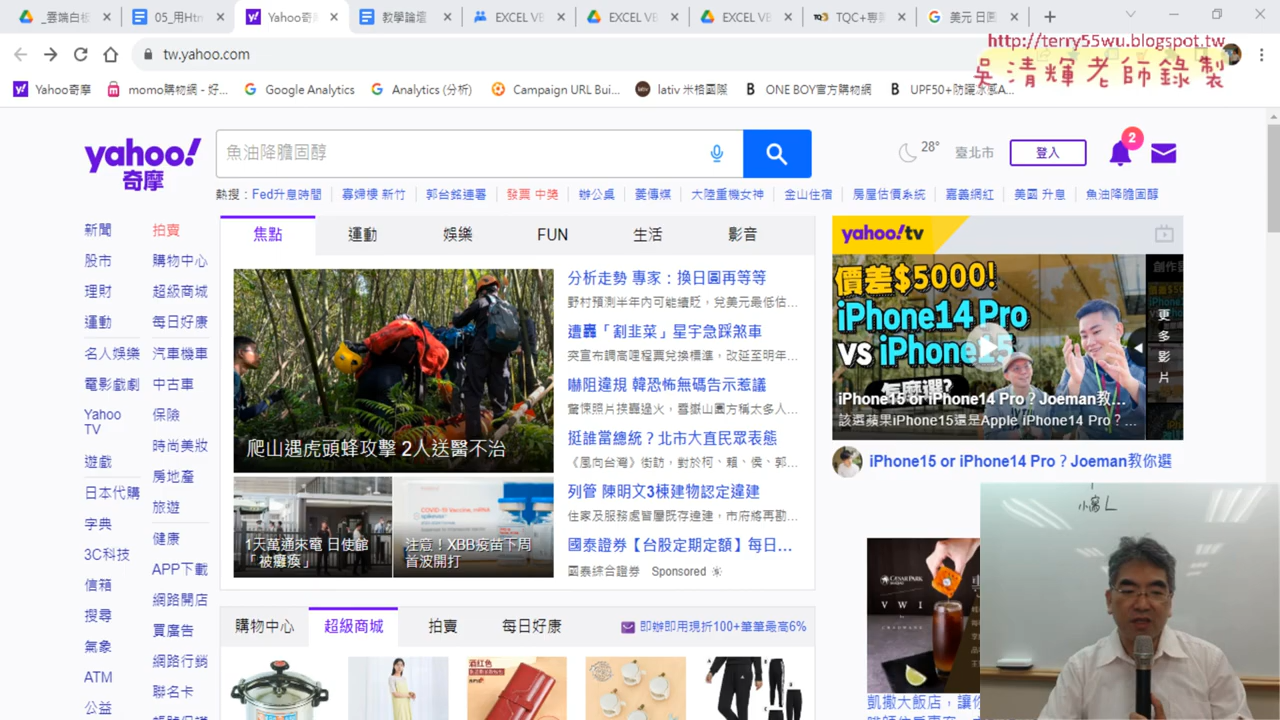 _雲端白板
05_用Htn
Yahoo奇
教學論壇
EXCEL VE
EXCEL VE
EXCEL VE
TQC+專
美元 日圓
http://terry55wu.blogspot.tw
吳清輝老師錄製
tw.yahoo.com
Yahoo奇摩
momo購物網 - 好...
Google Analytics
Analytics (分析)
Campaign URL Bui...
lativ 米格國際
ONE BOY官方購物網
UPF50+防曬冰感A...
yahoo!
奇摩
魚油降膽固醇
28°
臺北市
登入
2
熱搜：
Fed升息時間
寡婦樓 新竹
郭台銘連署
發票 中獎
辦公桌
菱傳媒
大陸重機女神
金山住宿
房屋估價系統
嘉義網紅
美國 升息
魚油降膽固醇
新聞
拍賣
股市
購物中心
理財
超級商城
運動
每日好康
名人娛樂
汽車機車
電影戲劇
中古車
Yahoo TV
保險
時尚美妝
遊戲
房地產
日本代購
旅遊
字典
健康
3C科技
APP下載
信箱
網路開店
搜尋
買廣告
氣象
網路行銷
ATM
聯名卡
公益
焦點
運動
娛樂
FUN
生活
影音
爬山遇虎頭蜂攻擊 2人送醫不治
1天萬通來電 日使館
「被癱瘓」
注意！XBB疫苗下周
首波開打
分析走勢 專家：換日圓再等等
野村預測半年內可能續貶，兌美元最低估...
遭轟「割韭菜」星宇急踩煞車
突宣布調高哩程票兌換標準，改延至明年...
嚇阻違規 韓恐怖無碼告示惹議
驚悚照片挨轟過火，雪嶽山園方稱太多人...
挺誰當總統？北市大直民眾表態
《風向台灣》街訪，對於柯、賴、侯、郭...
列管 陳明文3棟建物認定違建
住家及服務處皆屬既存違建，市府將再勘...
國泰證券【台股定期定額】每日...
國泰綜合證券 Sponsored
yahoo!tv
價差$5000!
iPhone14 Pro
vs iPhone15
怎麼選?
創作
更多影片
iPhone15 or iPhone14 Pro？Joeman教...
該選蘋果iPhone15還是Apple iPhone14 Pro？...
iPhone15 or iPhone14 Pro？Joeman教你選
購物中心
超級商城
拍賣
每日好康
即辦即用現折100+筆筆最高6%
CAESAR PARK
V W I
凱撒大飯店，讓你